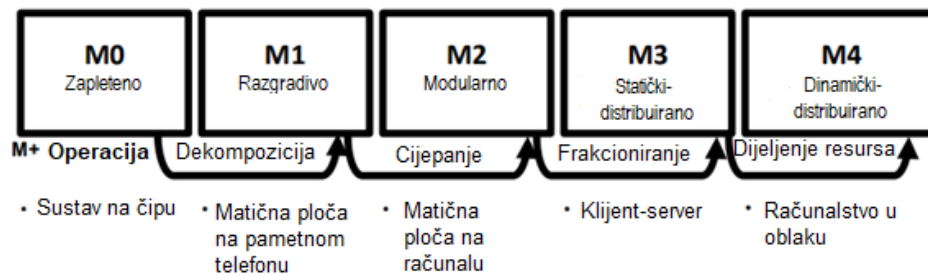 M0
Zapleteno
M1
Razgradivo
M2
Modularno
M3
Statički-
distribuirano
M4
Dinamički-
distribuirano
M+ Operacija
Dekompozicija
Cijepanje
Frakcioniranje
Dijeljenje resursa
• Sustav na čipu
• Matična ploča
na pametnom
telefonu
• Matična
ploča na
računalu
• Klijent-server
• Računalstvo u
oblaku